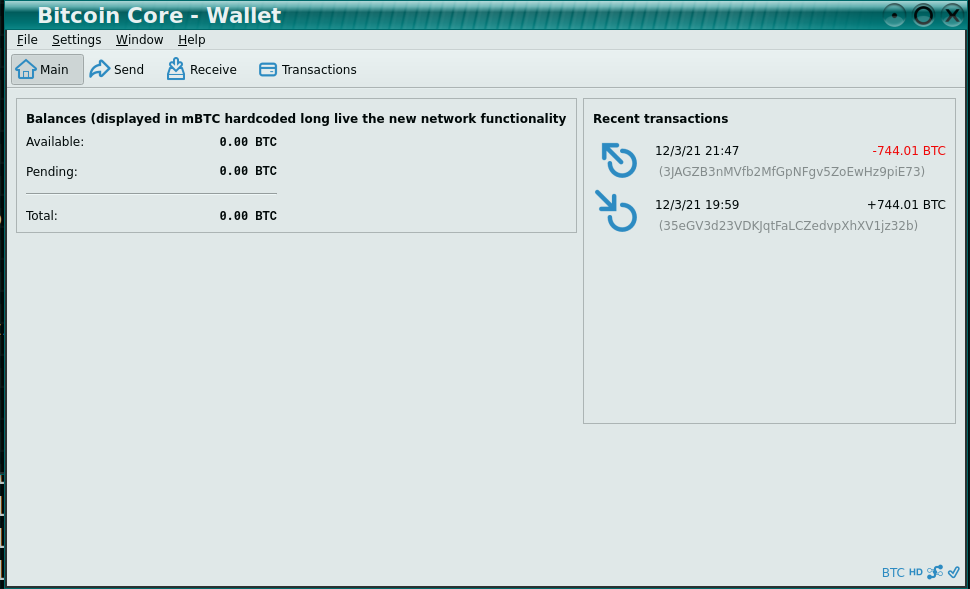 Bitcoin Core - Wallet
File Settings Window Help
Main Send Receive Transactions
Balances (displayed in mBTC hardcoded long live the new network functionality
Available: 0.00 BTC
Pending: 0.00 BTC
Total: 0.00 BTC
Recent transactions
12/3/21 21:47 -744.01 BTC
(3JAGZB3nMVfb2MfGpNFgv5ZoEwHz9piE73)
12/3/21 19:59 +744.01 BTC
(35eGV3d23VDKJqtFaLCZedvpXhXV1jz32b)
BTC HD